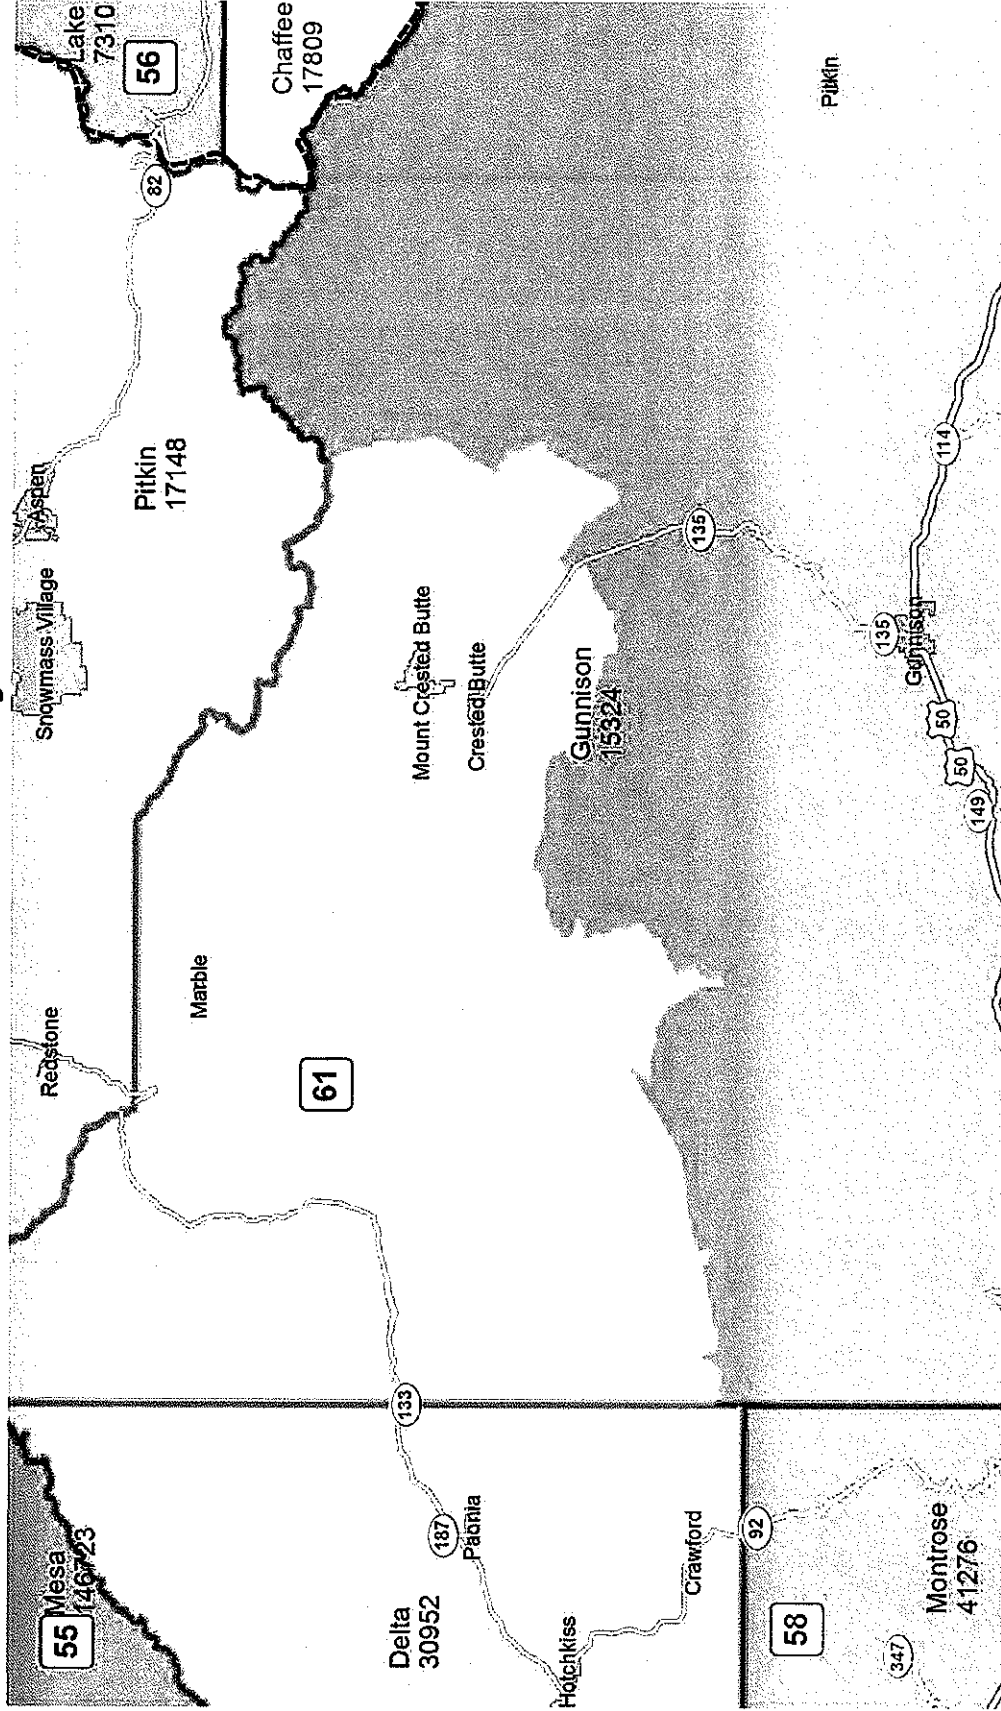 Lake
7310
56
Chaffee
17809
82
Pitkin
Aspen
Pitkin
17148
114
Snowmass Village
135
Mount Crested Butte
Crested Butte
Gunnison
15324
135
Gunnison
50
50
149
Redstone
Marble
61
133
Mesa
146723
55
187
Paonia
Delta
30952
Hotchkiss
Crawford
92
58
Montrose
41276
347